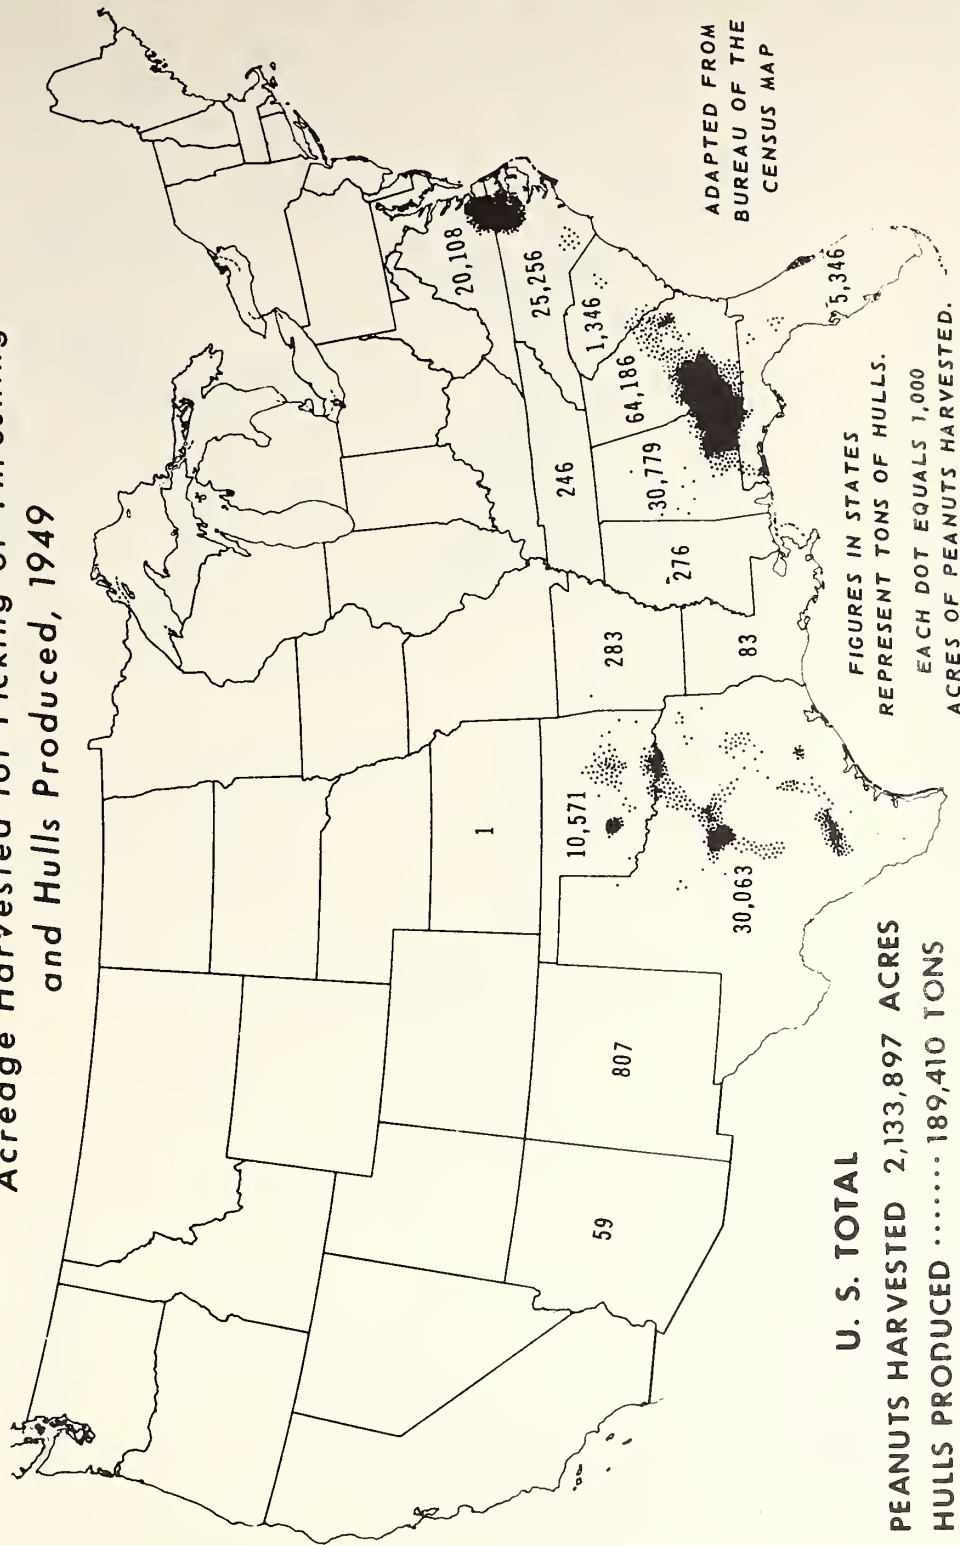 and Hulls Produced, 1949
20,108
25,256
1,346
64,186
30,779
246
276
283
83
5,346
1
10,571
30,063
807
59
ADAPTED FROM
BUREAU OF THE
CENSUS MAP
FIGURES IN STATES
REPRESENT TONS OF HULLS.
EACH DOT EQUALS 1,000
ACRES OF PEANUTS HARVESTED.
U. S. TOTAL
PEANUTS HARVESTED 2,133,897 ACRES
HULLS PRODUCED ........ 189,410 TONS